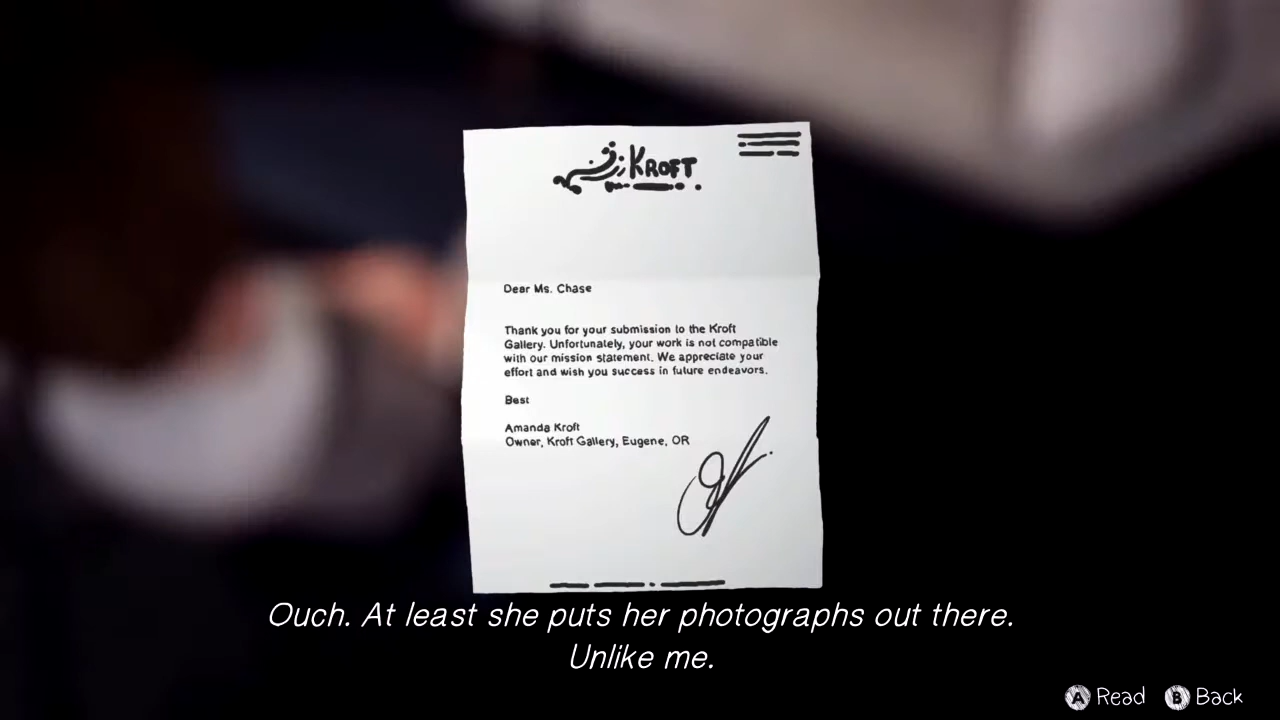 KROFT
Dear Ms. Chase
Thank you for your submission to the Kroft
Gallery. Unfortunately, your work is not compatible
with our mission statement. We appreciate your
effort and wish you success in future endeavors.
Best
Amanda Kroft
Owner, Kroft Gallery, Eugene, OR
Ouch. At least she puts her photographs out there.
Unlike me.
A Read B Back